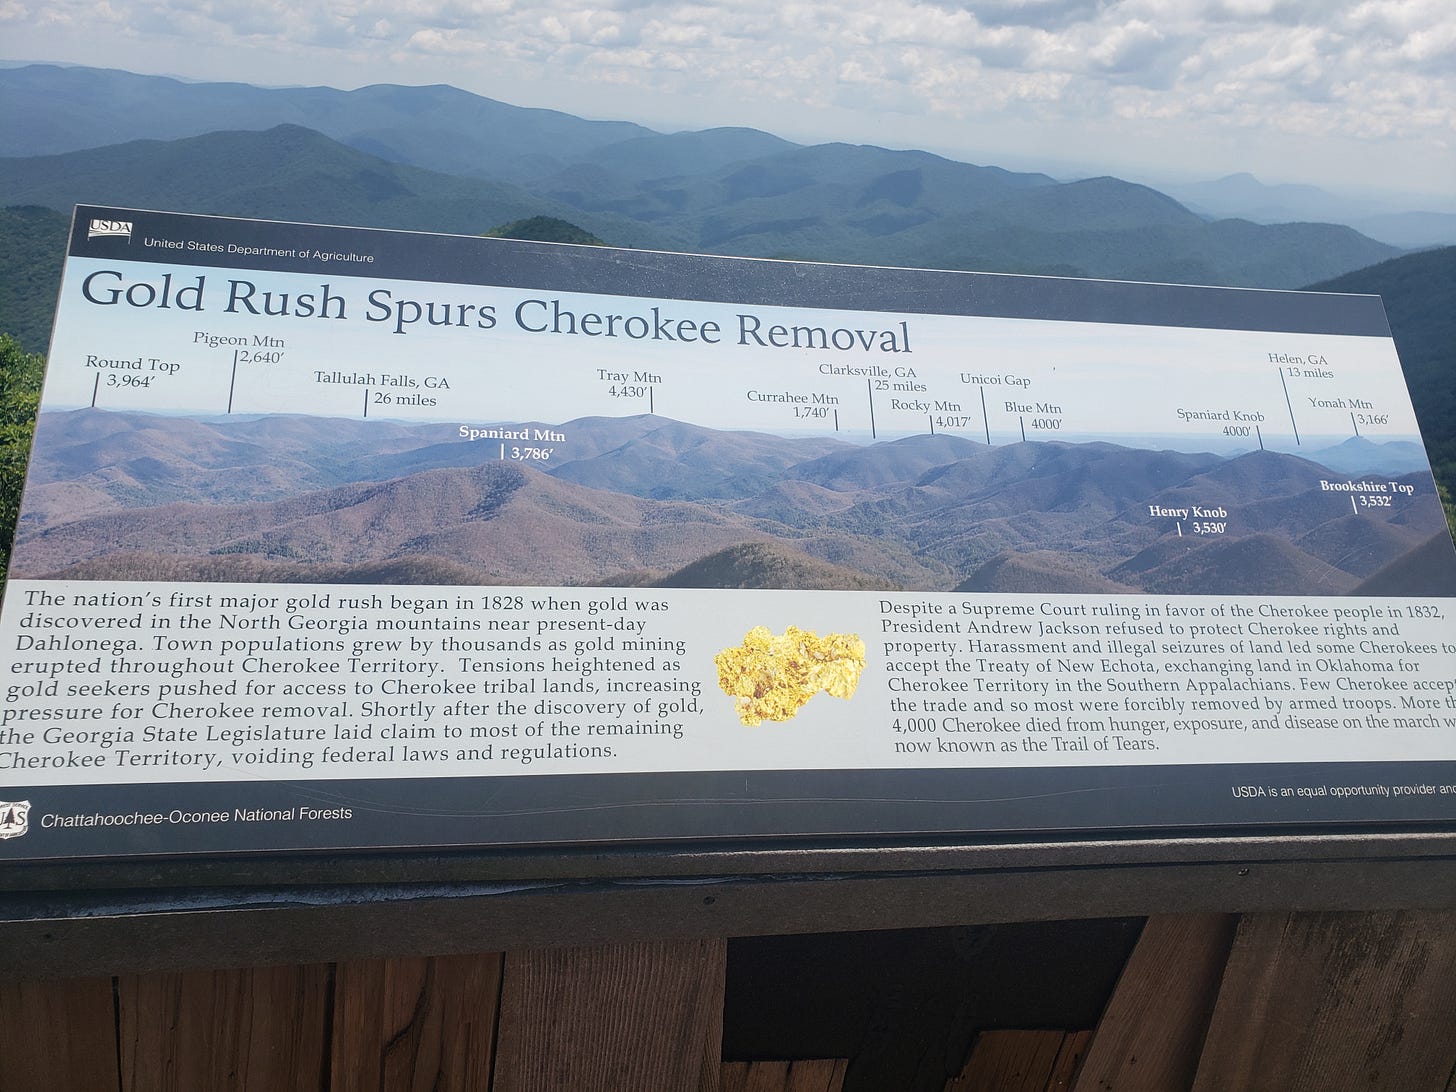 USDA
United States Department of Agriculture
Gold Rush Spurs Cherokee Removal
Round Top
3,964'
Pigeon Mtn
2,640'
Tallulah Falls, GA
26 miles
Spaniard Mtn
3,786'
Tray Mtn
4,430'
Currahee Mtn
1,740'
Clarksville, GA
25 miles
Rocky Mtn
4,017'
Unicoi Gap
Blue Mtn
4000'
Spaniard Knob
4000'
Helen, GA
13 miles
Yonah Mtn
3,166'
Henry Knob
3,530'
Brookshire Top
3,532'
The nation's first major gold rush began in 1828 when gold was
discovered in the North Georgia mountains near present-day
Dahlonega. Town populations grew by thousands as gold mining
erupted throughout Cherokee Territory. Tensions heightened as
gold seekers pushed for access to Cherokee tribal lands, increasing
pressure for Cherokee removal. Shortly after the discovery of gold,
the Georgia State Legislature laid claim to most of the remaining
Cherokee Territory, voiding federal laws and regulations.
Despite a Supreme Court ruling in favor of the Cherokee people in 1832,
President Andrew Jackson refused to protect Cherokee rights and
property. Harassment and illegal seizures of land led some Cherokees to
accept the Treaty of New Echota, exchanging land in Oklahoma for
Cherokee Territory in the Southern Appalachians. Few Cherokee
the trade and so most were forcibly removed by armed troops. More
4,000 Cherokee died from hunger, exposure, and disease on the march
now known as the Trail of Tears.
Chattahoochee-Oconee National Forests
USDA is an equal opportunity provider